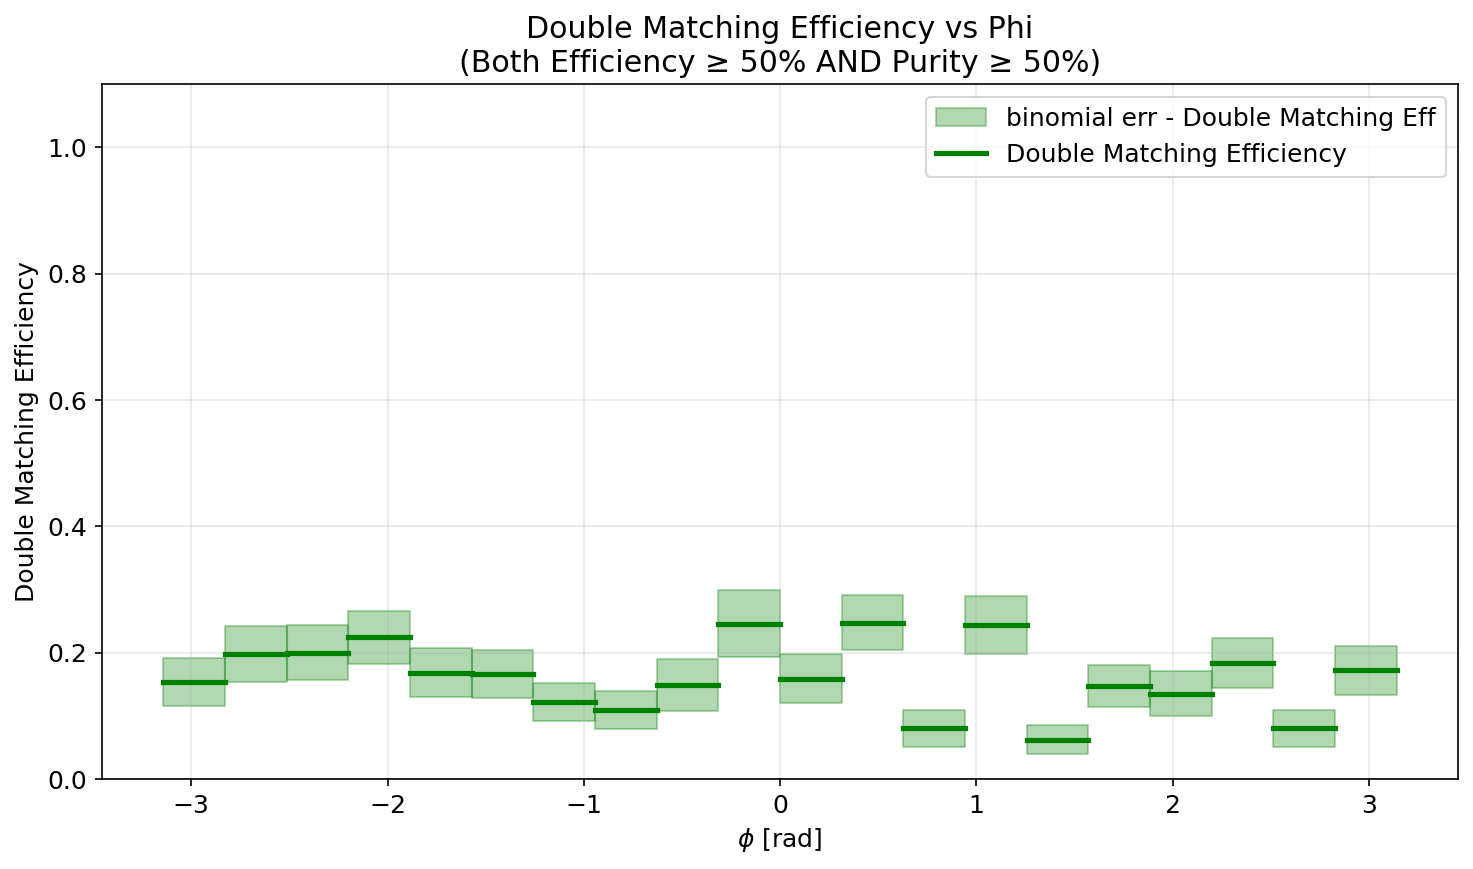 Double Matching Efficiency vs Phi
(Both Efficiency ≥ 50% AND Purity ≥ 50%)
binomial err - Double Matching Eff
Double Matching Efficiency
Double Matching Efficiency
1.0
0.8
0.6
0.4
0.2
0.0
−3 −2 −1 0 1 2 3
ϕ [rad]